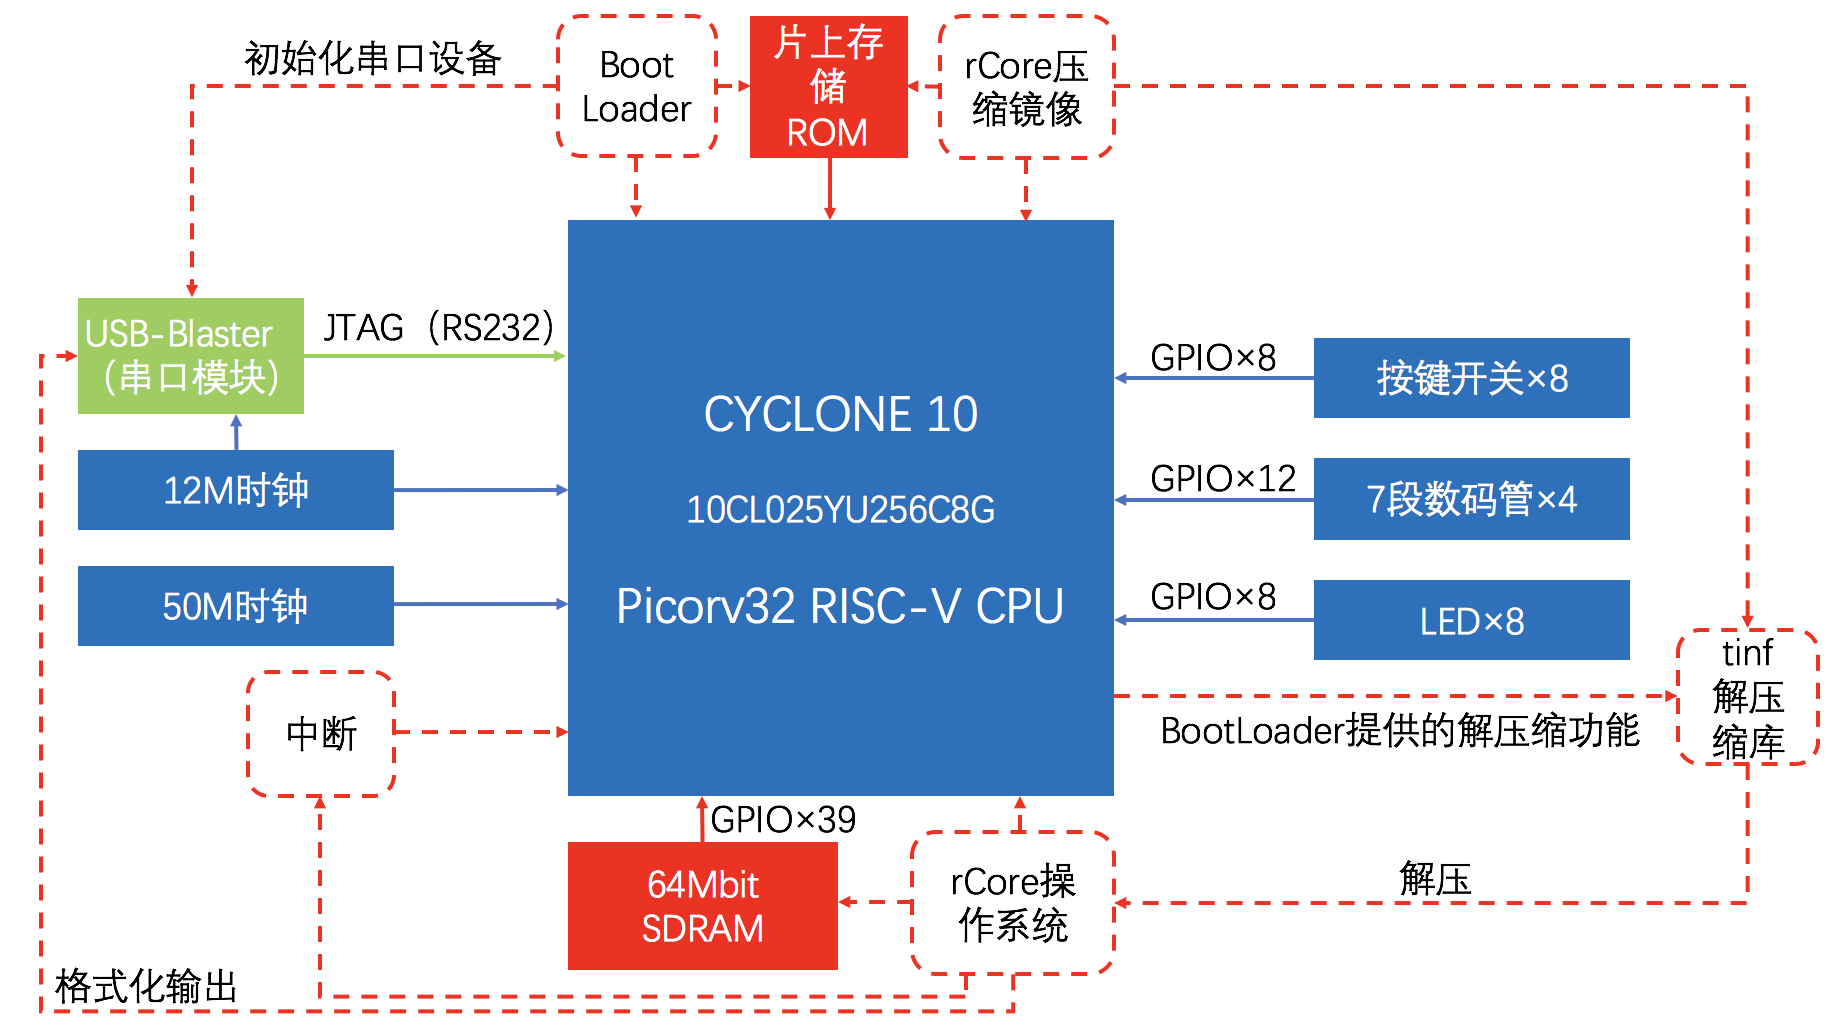 初始化串口设备
Boot
Loader
片上存
储
ROM
rCore压
缩镜像
USB-Blaster
（串口模块）
JTAG（RS232）
12M时钟
50M时钟
中断
CYCLONE 10
10CL025YU256C8G
Picorv32 RISC-V CPU
GPIO×8
按键开关×8
GPIO×12
7段数码管×4
GPIO×8
LED×8
tinf
解压
缩库
BootLoader提供的解压缩功能
GPIO×39
64Mbit
SDRAM
rCore操
作系统
解压
格式化输出